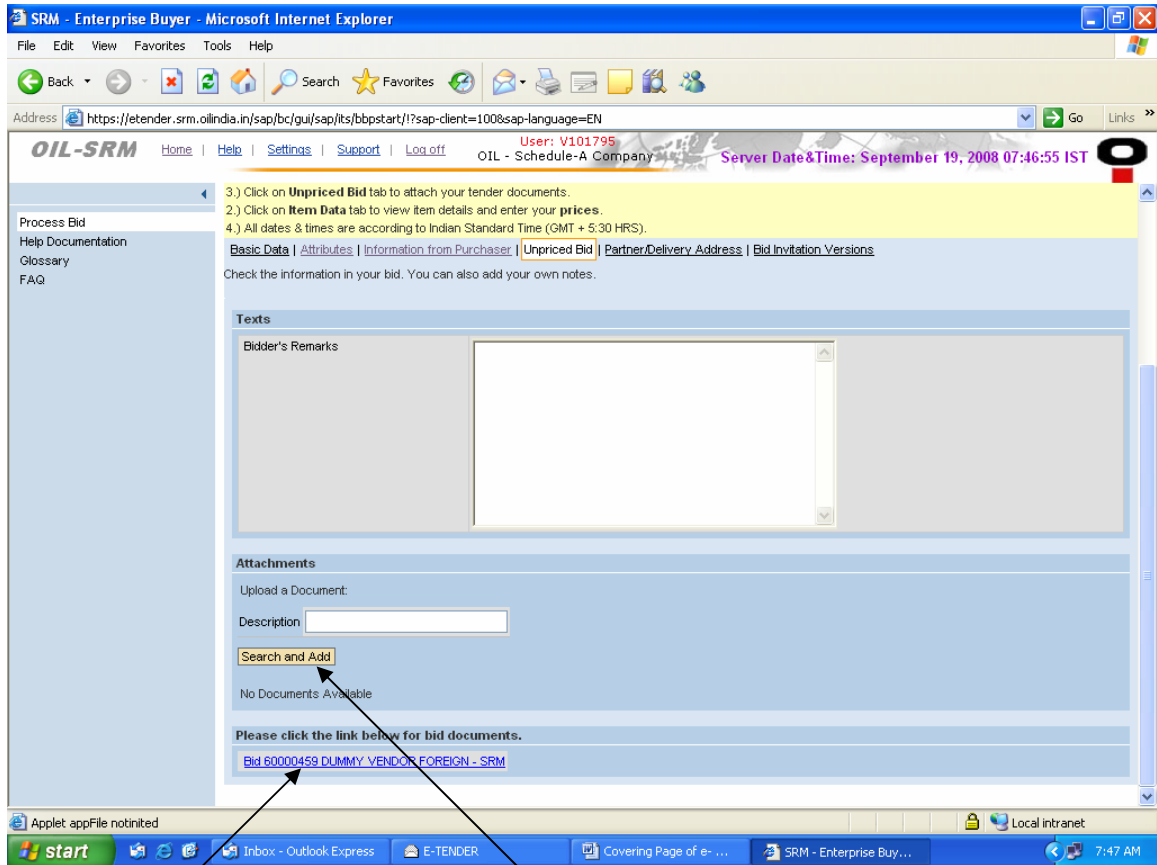 SRM - Enterprise Buyer - Microsoft Internet Explorer
File Edit View Favorites Tools Help
Back Search Favorites
Address https://etender.srm.oilindia.in/sap/bc/gui/sap/its/bbpstart/!?sap-client=100&sap-language=EN Go Links »
OIL-SRM Home | Help | Settings | Support | Log off User: V101795
OIL - Schedule-A Company Server Date&Time: September 19, 2008 07:46:55 IST
Process Bid
Help Documentation
Glossary
FAQ
3.) Click on Unpriced Bid tab to attach your tender documents.
2.) Click on Item Data tab to view item details and enter your prices.
4.) All dates & times are according to Indian Standard Time (GMT + 5:30 HRS).
Basic Data | Attributes | Information from Purchaser | Unpriced Bid | Partner/Delivery Address | Bid Invitation Versions
Check the information in your bid. You can also add your own notes.
Texts
Bidder's Remarks
Attachments
Upload a Document:
Description
Search and Add
No Documents Available
Please click the link below for bid documents.
Bid 60000459 DUMMY VENDOR FOREIGN - SRM
Applet appFile notinited Local intranet
start Inbox - Outlook Express E-TENDER Covering Page of e- ... SRM - Enterprise Buy... 7:47 AM